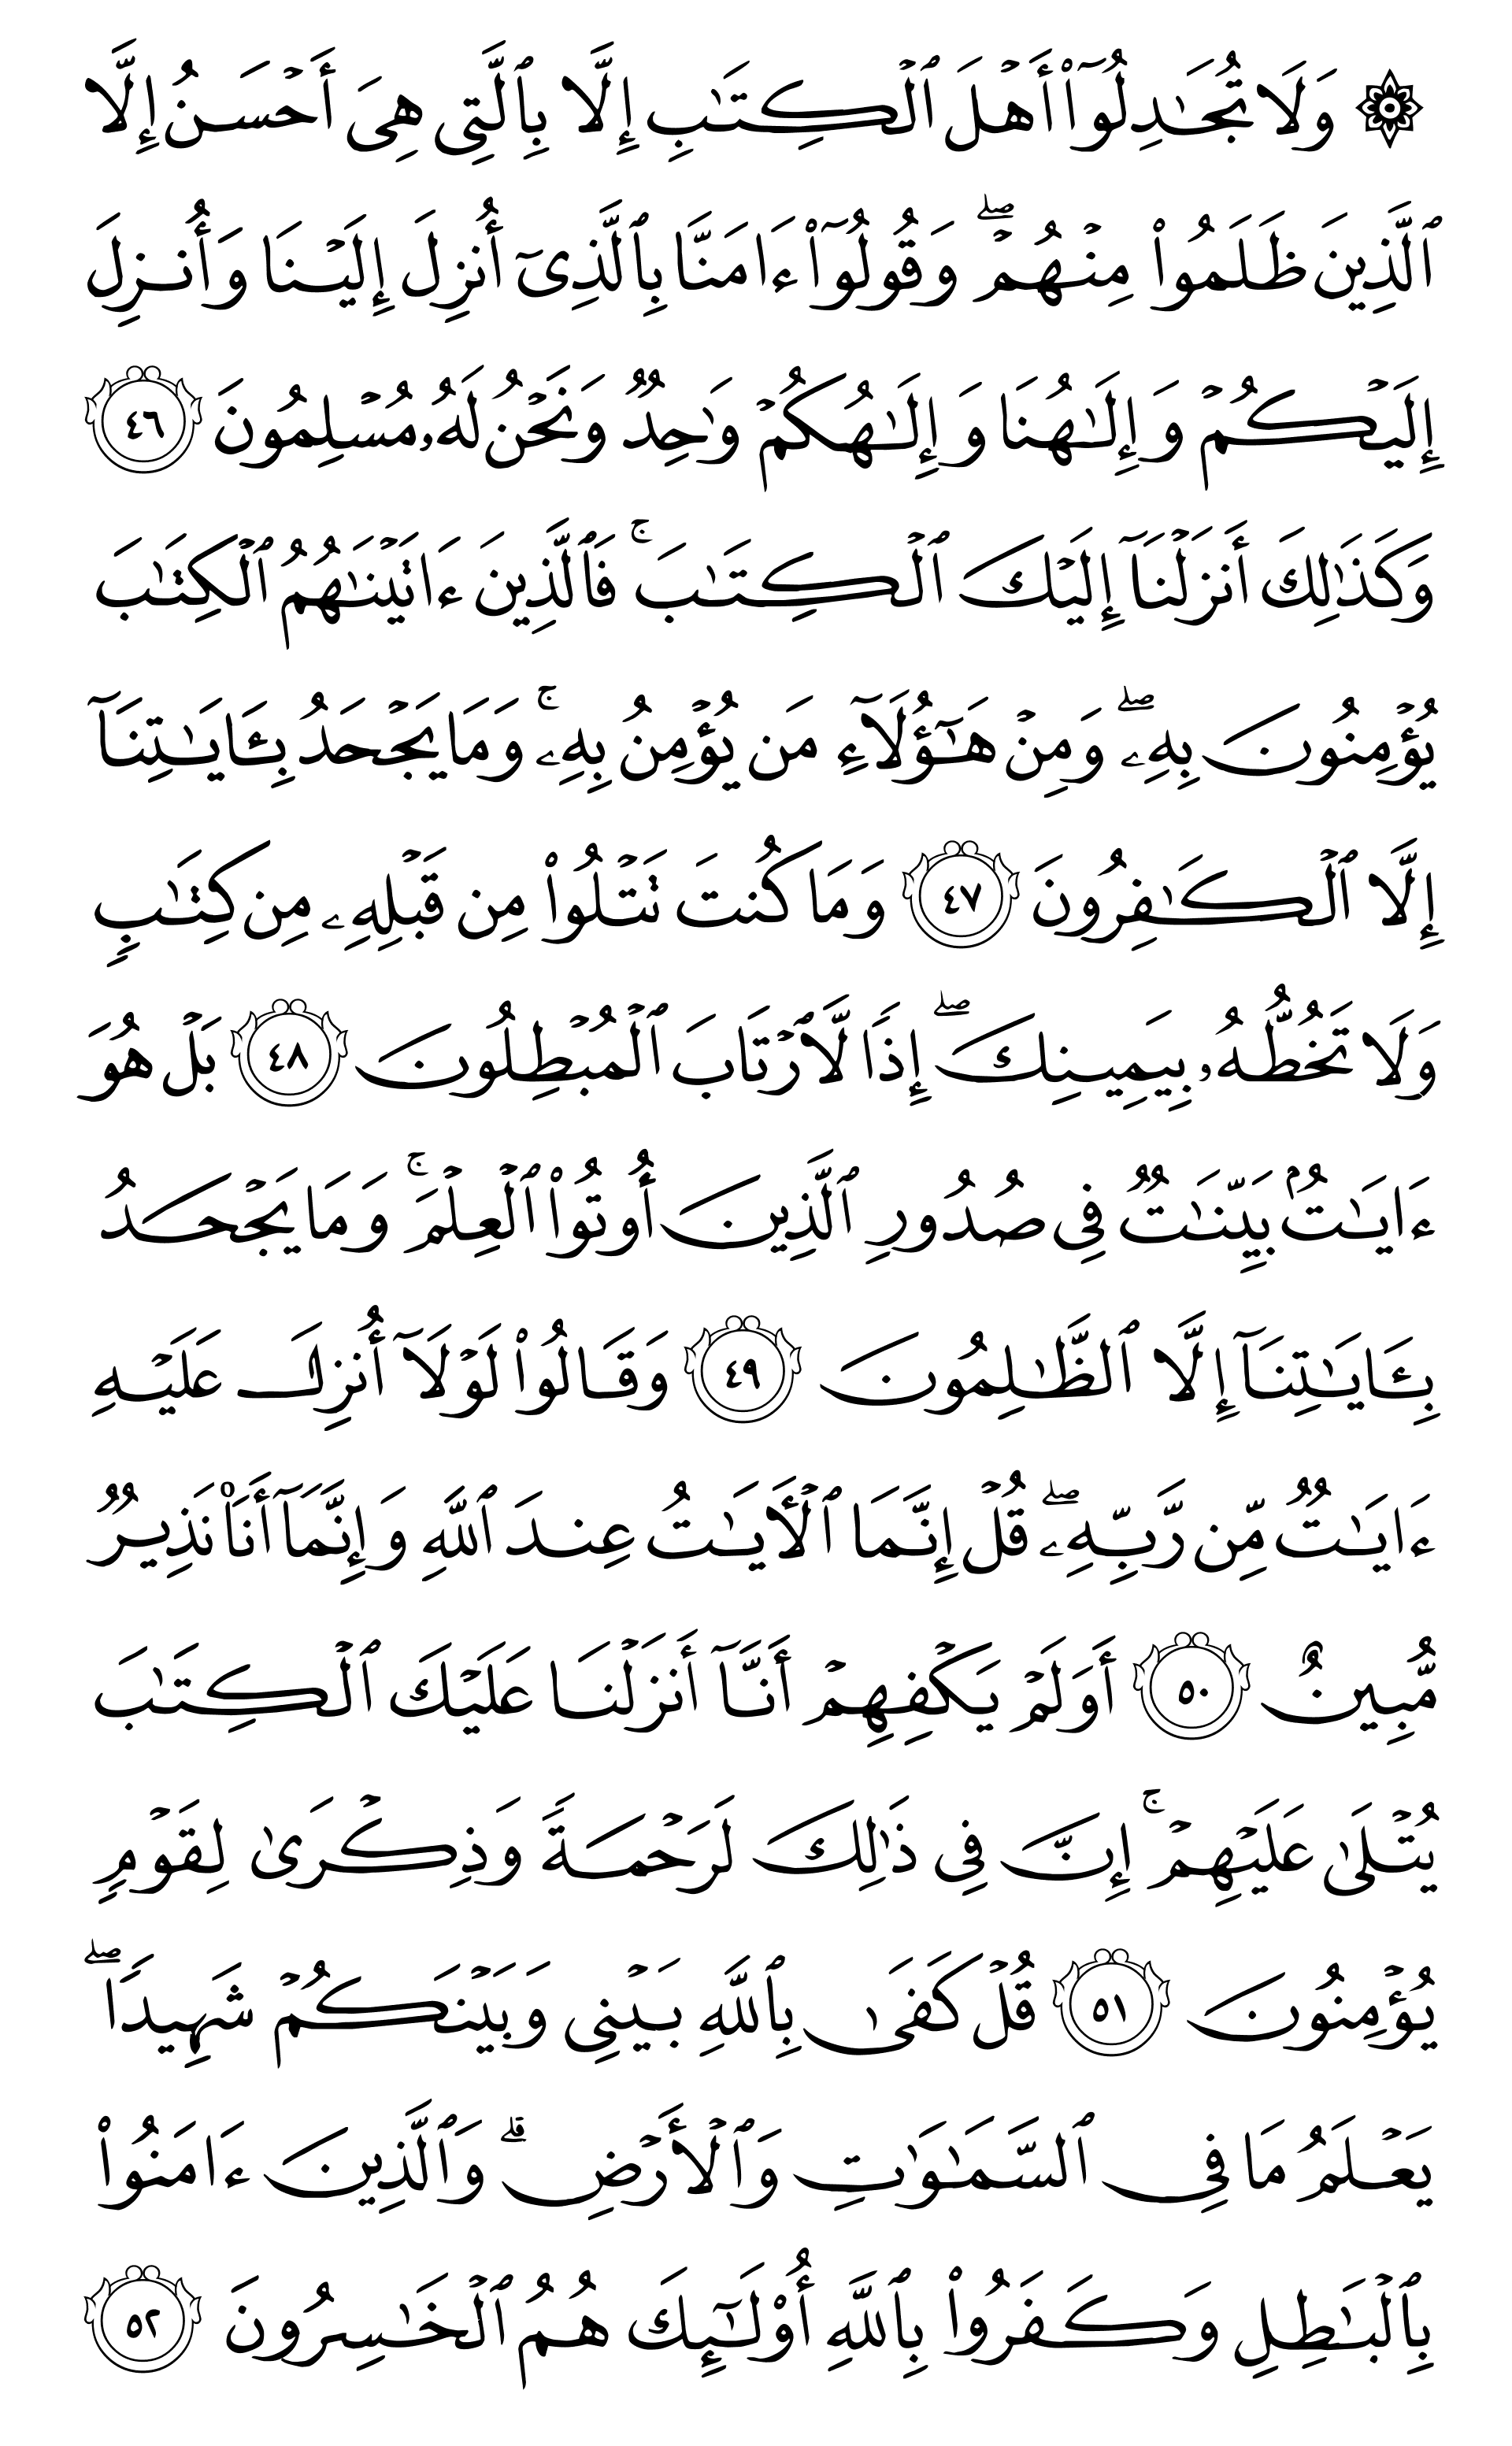 ۞ وَلَا تُجَٰدِلُوٓا۟ أَهْلَ ٱلْكِتَٰبِ إِلَّا بِٱلَّتِى هِىَ أَحْسَنُ إِلَّا
ٱلَّذِينَ ظَلَمُوا۟ مِنْهُمْ ۖ وَقُولُوٓا۟ ءَامَنَّا بِٱلَّذِىٓ أُنزِلَ إِلَيْنَا وَأُنزِلَ
إِلَيْكُمْ وَإِلَٰهُنَا وَإِلَٰهُكُمْ وَٰحِدٌ وَنَحْنُ لَهُۥ مُسْلِمُونَ ٤٦
وَكَذَٰلِكَ أَنزَلْنَآ إِلَيْكَ ٱلْكِتَٰبَ ۚ فَٱلَّذِينَ ءَاتَيْنَٰهُمُ ٱلْكِتَٰبَ
يُؤْمِنُونَ بِهِۦ ۖ وَمِنْ هَٰٓؤُلَآءِ مَن يُؤْمِنُ بِهِۦ ۚ وَمَا يَجْحَدُ بِـَٔايَٰتِنَآ
إِلَّا ٱلْكَٰفِرُونَ ٤٧ وَمَا كُنتَ تَتْلُوا۟ مِن قَبْلِهِۦ مِن كِتَٰبٍ
وَلَا تَخُطُّهُۥ بِيَمِينِكَ ۖ إِذًا لَّٱرْتَابَ ٱلْمُبْطِلُونَ ٤٨ بَلْ هُوَ
ءَايَٰتٌۢ بَيِّنَٰتٌ فِى صُدُورِ ٱلَّذِينَ أُوتُوا۟ ٱلْعِلْمَ ۚ وَمَا يَجْحَدُ
بِـَٔايَٰتِنَآ إِلَّا ٱلظَّٰلِمُونَ ٤٩ وَقَالُوا۟ لَوْلَآ أُنزِلَ عَلَيْهِ
ءَايَٰتٌ مِّن رَّبِّهِۦ ۖ قُلْ إِنَّمَا ٱلْـَٔايَٰتُ عِندَ ٱللَّهِ وَإِنَّمَآ أَنَا۠ نَذِيرٌ
مُّبِينٌ ٥٠ أَوَلَمْ يَكْفِهِمْ أَنَّآ أَنزَلْنَا عَلَيْكَ ٱلْكِتَٰبَ
يُتْلَىٰ عَلَيْهِمْ ۚ إِنَّ فِى ذَٰلِكَ لَرَحْمَةً وَذِكْرَىٰ لِقَوْمٍ
يُؤْمِنُونَ ٥١ قُلْ كَفَىٰ بِٱللَّهِ بَيْنِى وَبَيْنَكُمْ شَهِيدًا ۖ
يَعْلَمُ مَا فِى ٱلسَّمَٰوَٰتِ وَٱلْأَرْضِ ۗ وَٱلَّذِينَ ءَامَنُوا۟
بِٱلْبَٰطِلِ وَكَفَرُوا۟ بِٱللَّهِ أُو۟لَٰٓئِكَ هُمُ ٱلْخَٰسِرُونَ ٥٢